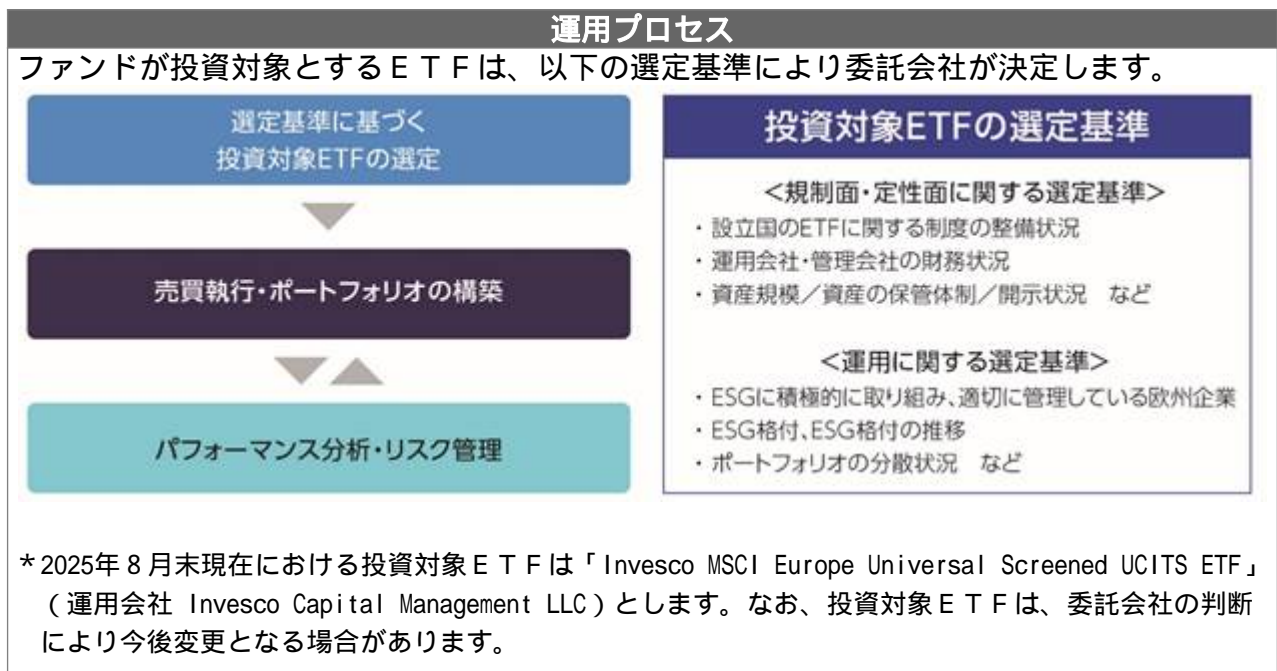 運用プロセス
ファンドが投資対象とするＥＴＦは、以下の選定基準により委託会社が決定します。
選定基準に基づく
投資対象ETFの選定
売買執行・ポートフォリオの構築
パフォーマンス分析・リスク管理
投資対象ETFの選定基準
＜規制面・定性面に関する選定基準＞
・設立国のETFに関する制度の整備状況
・運用会社・管理会社の財務状況
・資産規模／資産の保管体制／開示状況　など
＜運用に関する選定基準＞
・ESGに積極的に取り組み、適切に管理している欧州企業
・ESG格付、ESG格付の推移
・ポートフォリオの分散状況　など
＊2025年８月末現在における投資対象ＥＴＦは「Invesco MSCI Europe Universal Screened UCITS ETF」
（運用会社 Invesco Capital Management LLC）とします。なお、投資対象ＥＴＦは、委託会社の判断
により今後変更となる場合があります。